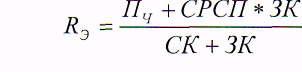 R_Э = (П_Ч + СРСП * ЗК) / (СК + ЗК)